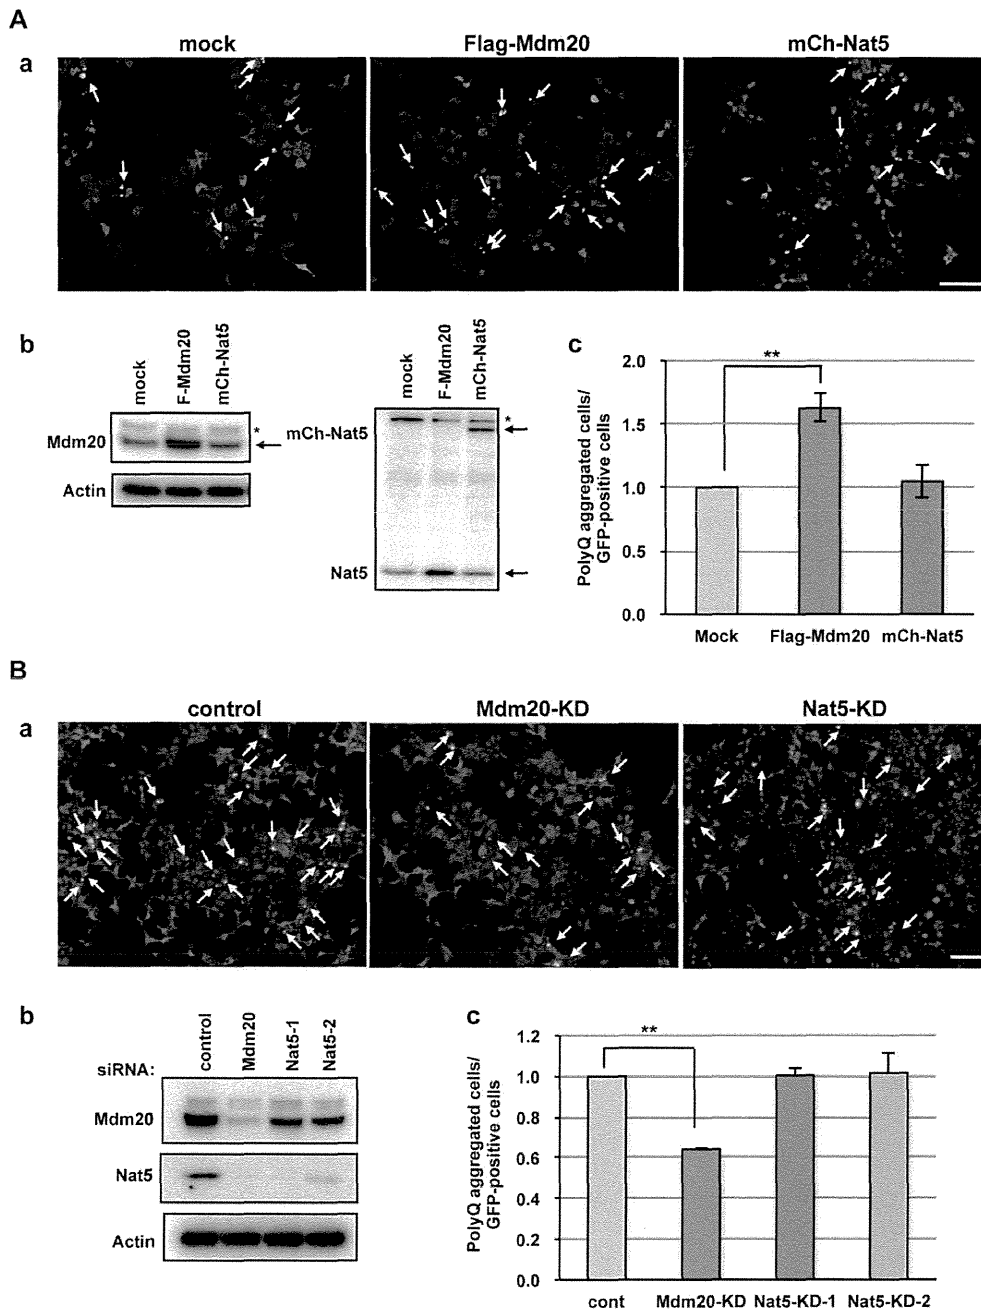 A
mock
Flag-Mdm20
mCh-Nat5
a
b
mock
F-Mdm20
mCh-Nat5
Mdm20
*
Actin
mock
F-Mdm20
mCh-Nat5
mCh-Nat5
*
Nat5
c
PolyQ aggregated cells/
GFP-positive cells
2.0
1.5
1.0
0.5
0.0
**
Mock
Flag-Mdm20
mCh-Nat5
B
control
Mdm20-KD
Nat5-KD
a
b
siRNA:
control
Mdm20
Nat5-1
Nat5-2
Mdm20
Nat5
Actin
c
PolyQ aggregated cells/
GFP-positive cells
1.2
1.0
0.8
0.6
0.4
0.2
0.0
**
cont
Mdm20-KD
Nat5-KD-1
Nat5-KD-2